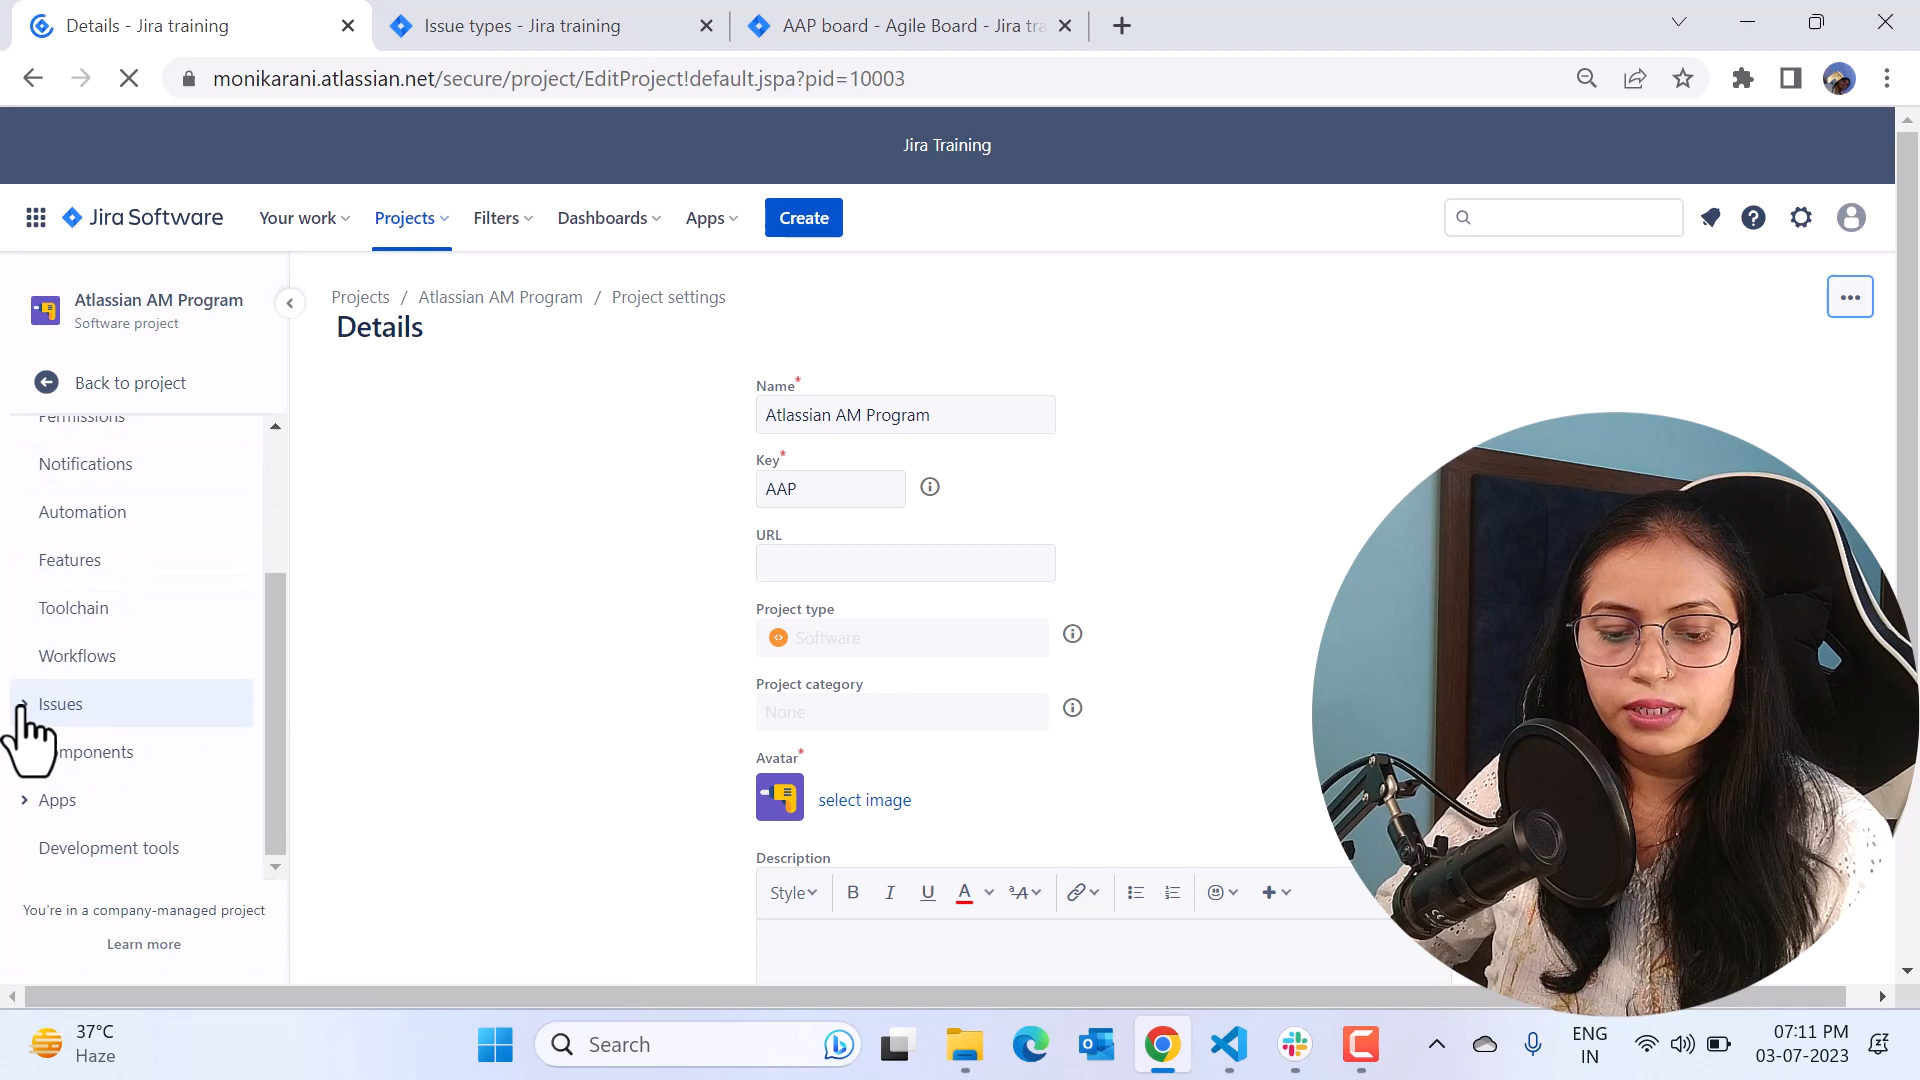 Details - Jira training
Issue types - Jira training
AAP board - Agile Board - Jira tra
monikarani.atlassian.net/secure/project/EditProject!default.jspa?pid=10003
Jira Training
Jira Software
Your work
Projects
Filters
Dashboards
Apps
Create
Atlassian AM Program
Software project
Back to project
Permissions
Notifications
Automation
Features
Toolchain
Workflows
Issues
mponents
Apps
Development tools
You're in a company-managed project
Learn more
Projects / Atlassian AM Program / Project settings
Details
Name*
Atlassian AM Program
Key*
AAP
URL
Project type
Software
Project category
None
Avatar*
select image
Description
Style
B I U A ªA
37°C
Haze
Search
ENG
IN
07:11 PM
03-07-2023